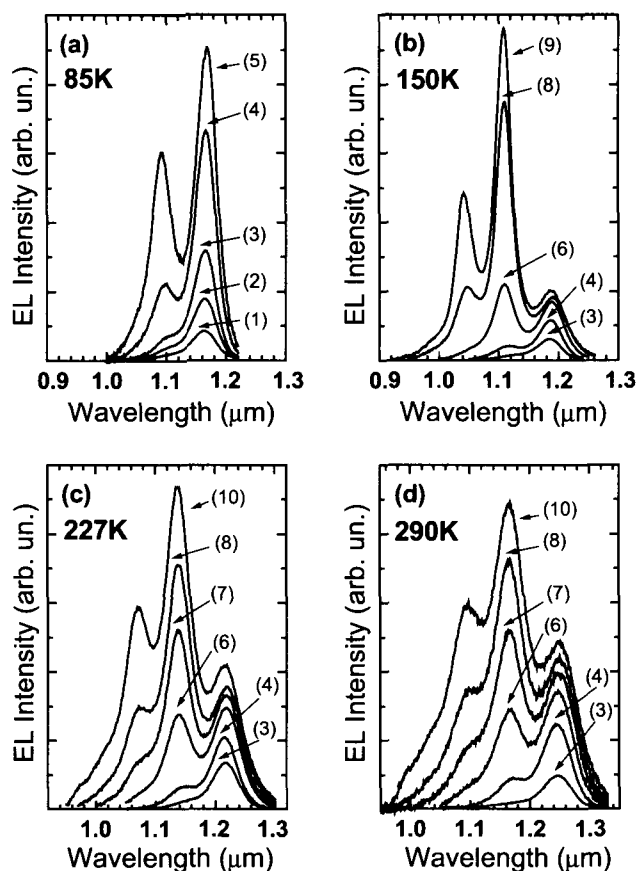 (a)
85K
(5)
(4)
(3)
(2)
(1)
EL Intensity (arb. un.)
0.9 1.0 1.1 1.2 1.3
Wavelength (μm)
(b)
150K
(9)
(8)
(6)
(4)
(3)
EL Intensity (arb. un.)
0.9 1.0 1.1 1.2 1.3
Wavelength (μm)
(c)
227K
(10)
(8)
(7)
(6)
(4)
(3)
EL Intensity (arb. un.)
1.0 1.1 1.2 1.3
Wavelength (μm)
(d)
290K
(10)
(8)
(7)
(6)
(4)
(3)
EL Intensity (arb. un.)
1.0 1.1 1.2 1.3
Wavelength (μm)